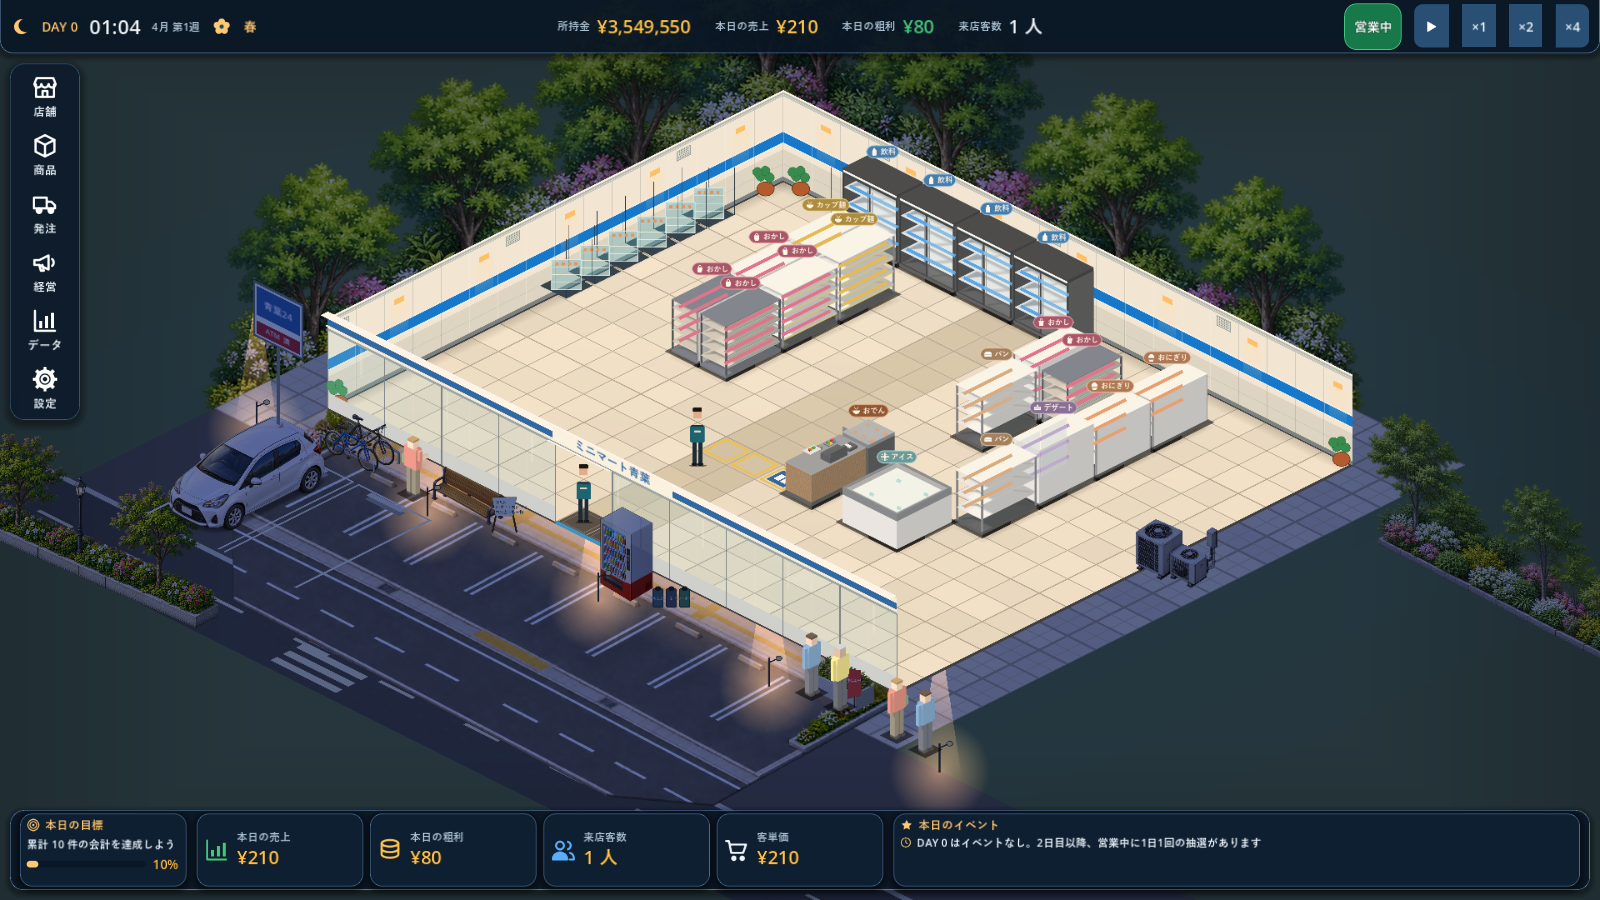 DAY 0 01:04 4月 第1週 春
所持金 ¥3,549,550 本日の売上 ¥210 本日の粗利 ¥80 来店客数 1 人
営業中 ×1 ×2 ×4
店舗
商品
発注
経営
データ
設定
飲料
飲料
飲料
飲料
カップ麺
カップ麺
おかし
おかし
おかし
おかし
おかし
おかし
パン
おにぎり
おにぎり
デザート
おでん
パン
アイス
青葉24
ATM
ミニマート青葉
本日の目標
累計 10 件の会計を達成しよう
10%
本日の売上
¥210
本日の粗利
¥80
来店客数
1 人
客単価
¥210
本日のイベント
DAY 0 はイベントなし。2日目以降、営業中に1日1回の抽選があります